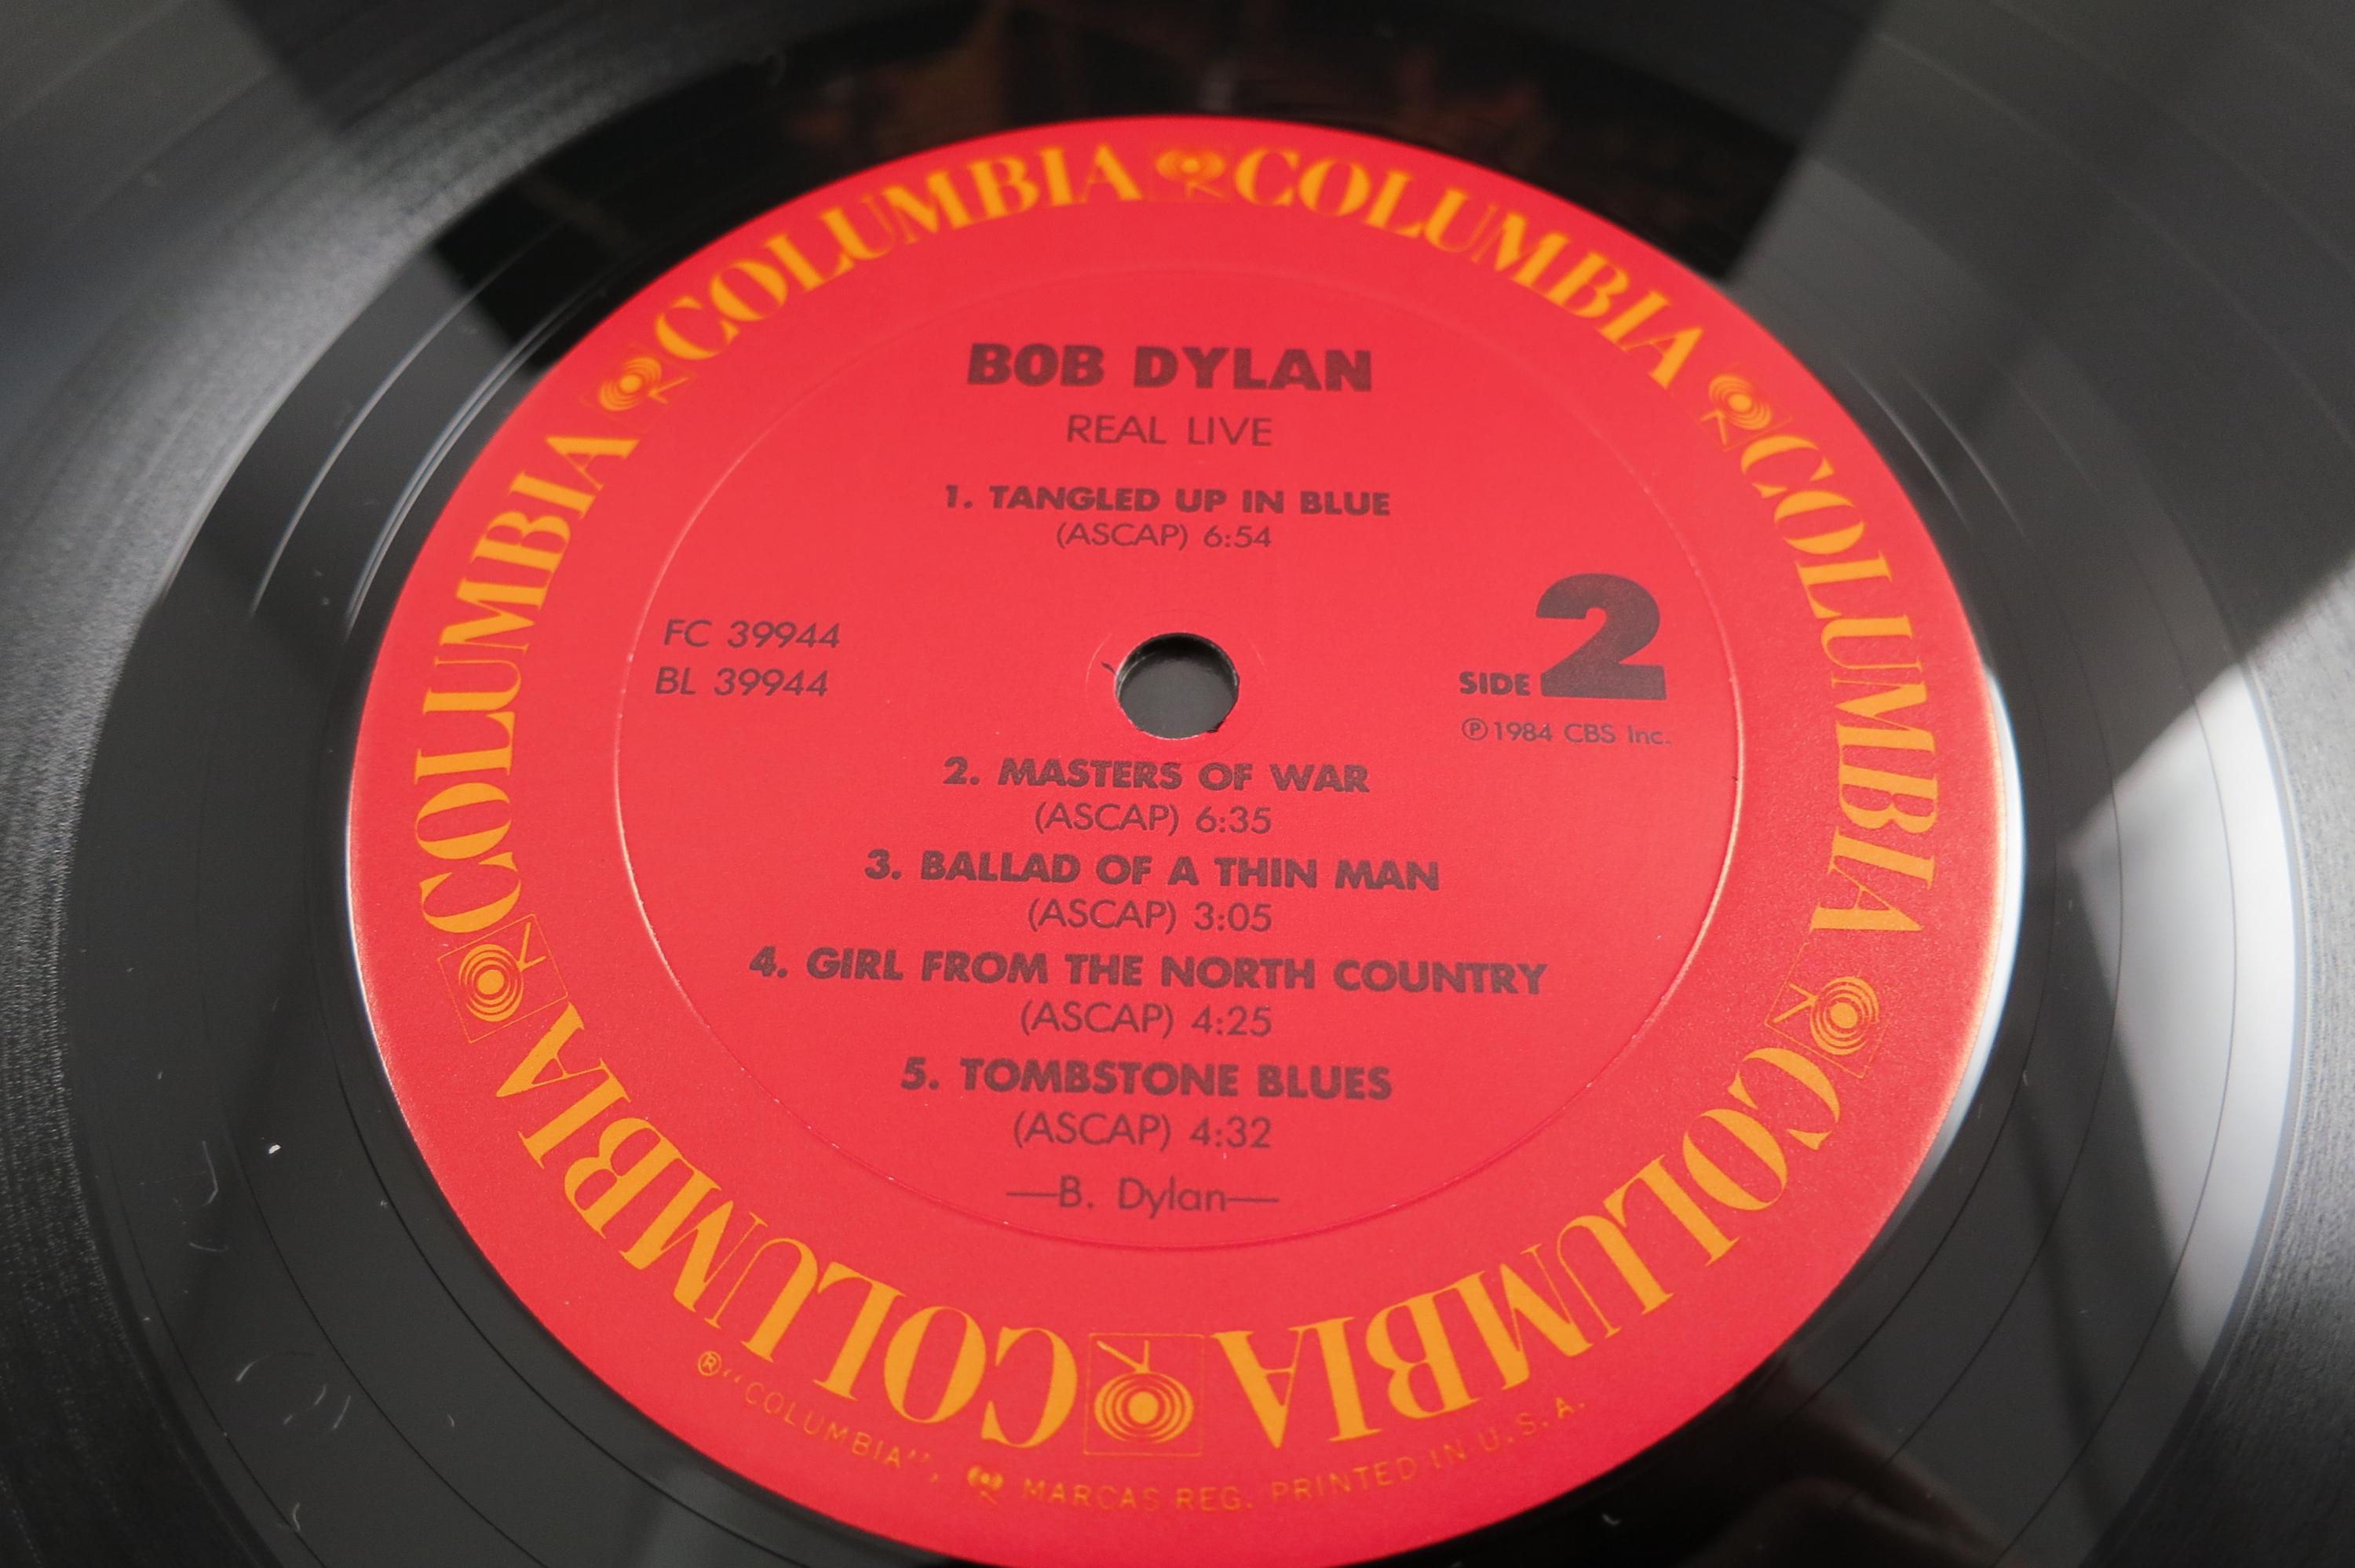 COLUMBIA COLUMBIA COLUMBIA COLUMBIA COLUMBIA COLUMBIA
BOB DYLAN
REAL LIVE
1. TANGLED UP IN BLUE
(ASCAP) 6:54
FC 39944
BL 39944
SIDE 2
℗1984 CBS Inc.
2. MASTERS OF WAR
(ASCAP) 6:35
3. BALLAD OF A THIN MAN
(ASCAP) 3:05
4. GIRL FROM THE NORTH COUNTRY
(ASCAP) 4:25
5. TOMBSTONE BLUES
(ASCAP) 4:32
—B. Dylan—
®“COLUMBIA”, MARCAS REG. PRINTED IN U.S.A.